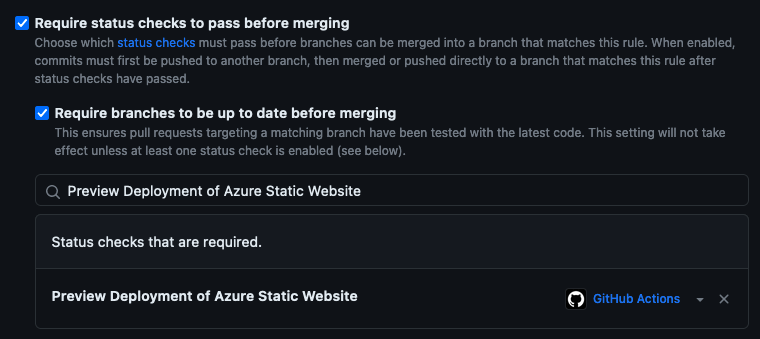 Require status checks to pass before merging
Choose which status checks must pass before branches can be merged into a branch that matches this rule. When enabled,
commits must first be pushed to another branch, then merged or pushed directly to a branch that matches this rule after
status checks have passed.
Require branches to be up to date before merging
This ensures pull requests targeting a matching branch have been tested with the latest code. This setting will not take
effect unless at least one status check is enabled (see below).
Preview Deployment of Azure Static Website
Status checks that are required.
Preview Deployment of Azure Static Website GitHub Actions